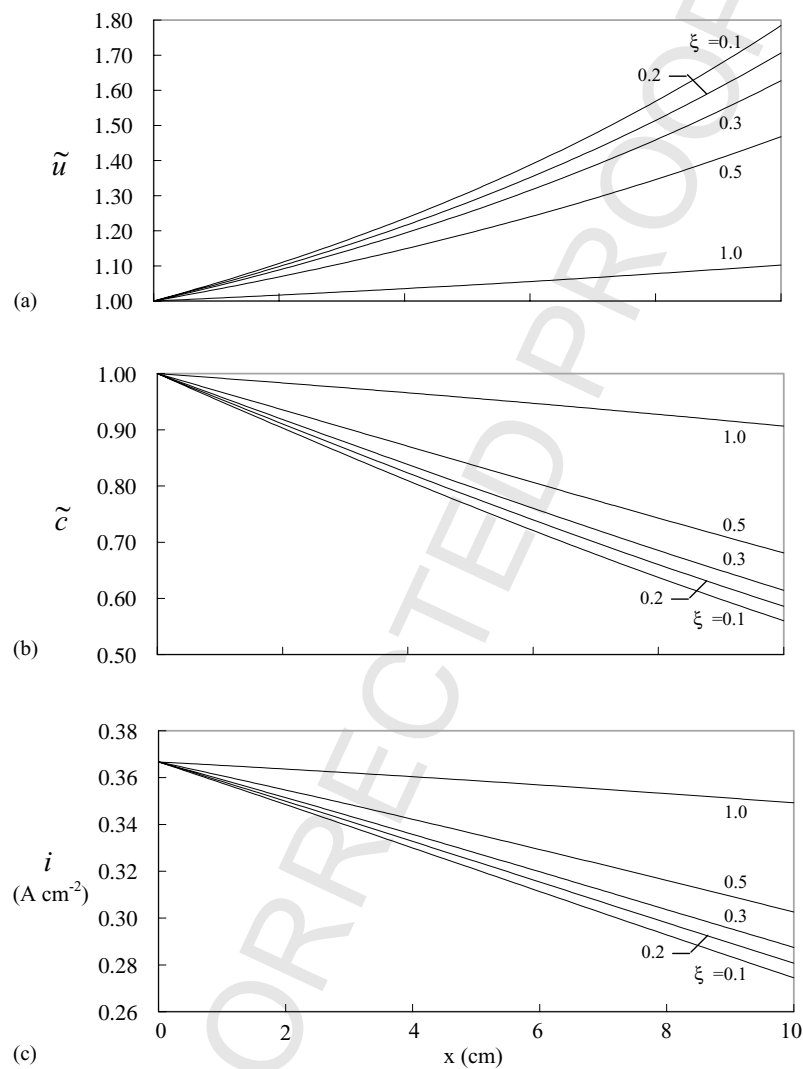 1.80
1.70
1.60
1.50
1.40
1.30
1.20
1.10
1.00
ũ
(a)
ξ =0.1
0.2
0.3
0.5
1.0
1.00
0.90
0.80
0.70
0.60
0.50
c̃
(b)
1.0
0.5
0.3
0.2
ξ =0.1
0.38
0.36
0.34
0.32
0.30
0.28
0.26
i
(A cm-2)
(c)
1.0
0.5
0.3
0.2
ξ =0.1
0 2 4 6 8 10
x (cm)
ORRECTED PROOF